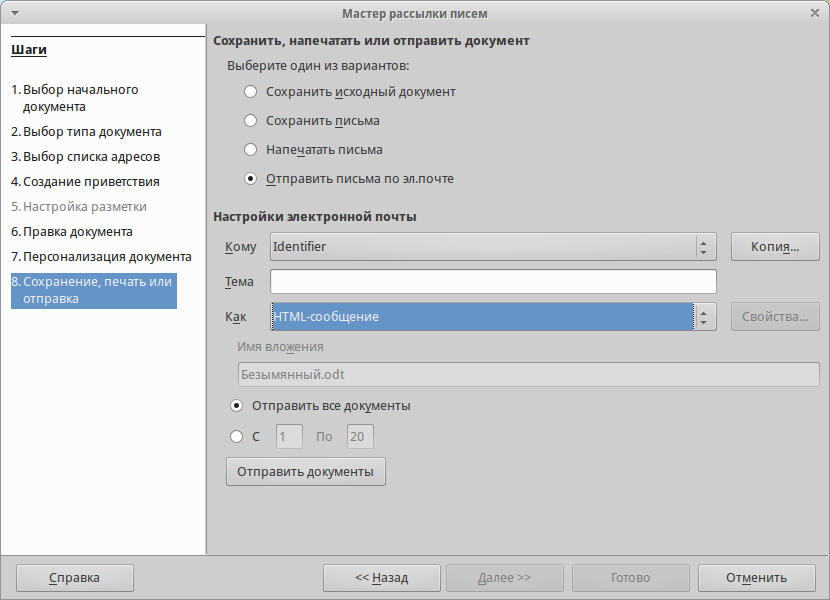 Мастер рассылки писем
Шаги
1. Выбор начального
документа
2. Выбор типа документа
3. Выбор списка адресов
4. Создание приветствия
5. Настройка разметки
6. Правка документа
7. Персонализация документа
8. Сохранение, печать или
отправка
Сохранить, напечатать или отправить документ
Выберите один из вариантов:
Сохранить исходный документ
Сохранить письма
Напечатать письма
Отправить письма по эл.почте
Настройки электронной почты
Кому Identifier Копия...
Тема
Как HTML-сообщение Свойства...
Имя вложения
Безымянный.odt
Отправить все документы
С 1 По 20
Отправить документы
Справка << Назад Далее >> Готово Отменить